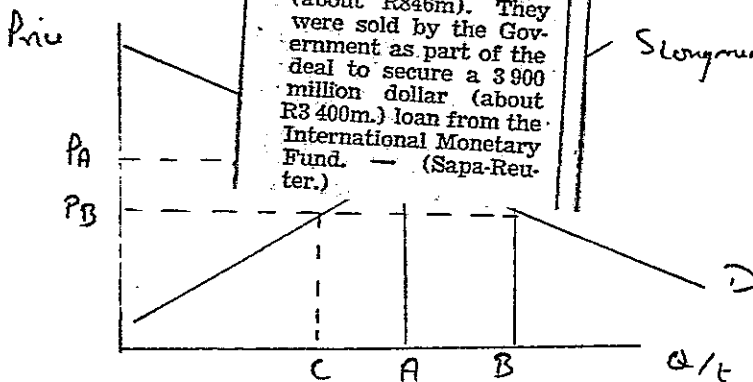 Price
(about R846m). They
were sold by the Gov-
ernment as part of the
deal to secure a 3 900
million dollar (about
R3 400m.) loan from the
International Monetary
Fund. — (Sapa-Reu-
ter.)
PA
PB
D
C A B Q/t